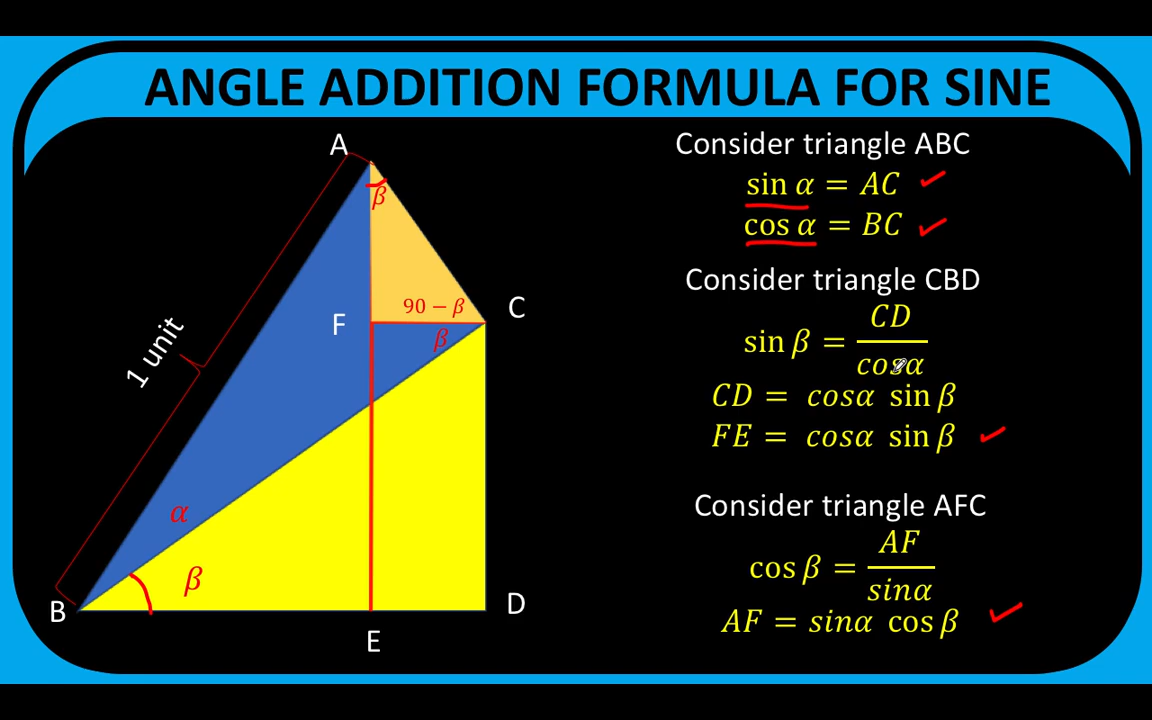 ANGLE ADDITION FORMULA FOR SINE
A
β
F
90 − β
C
β
1 unit
α
β
B
E
D
Consider triangle ABC
sin α = AC
cos α = BC
Consider triangle CBD
sin β = CD / cosα
CD = cosα sin β
FE = cosα sin β
Consider triangle AFC
cos β = AF / sinα
AF = sinα cos β